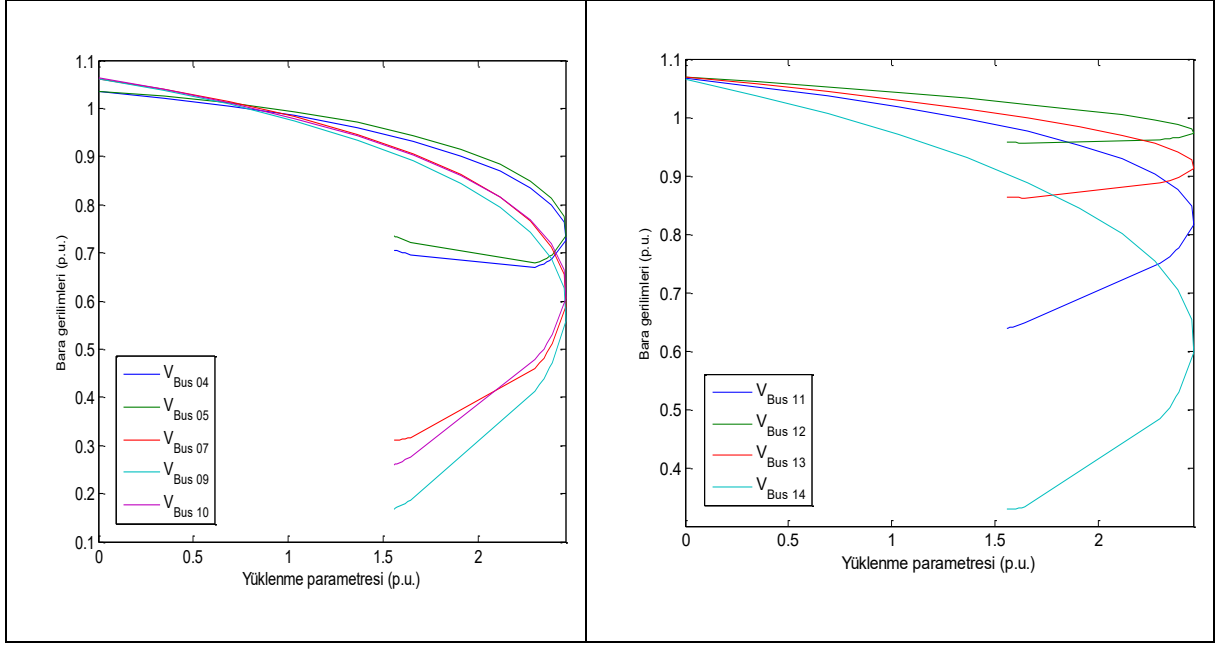 1.1
1
0.9
0.8
0.7
0.6
0.5
0.4
0.3
0.2
0.1
Bara gerilimleri (p.u.)
V Bus 04
V Bus 05
V Bus 07
V Bus 09
V Bus 10
0 0.5 1 1.5 2
Yüklenme parametresi (p.u.)
1.1
1
0.9
0.8
0.7
0.6
0.5
0.4
Bara gerilimleri (p.u.)
V Bus 11
V Bus 12
V Bus 13
V Bus 14
0 0.5 1 1.5 2
Yüklenme parametresi (p.u.)